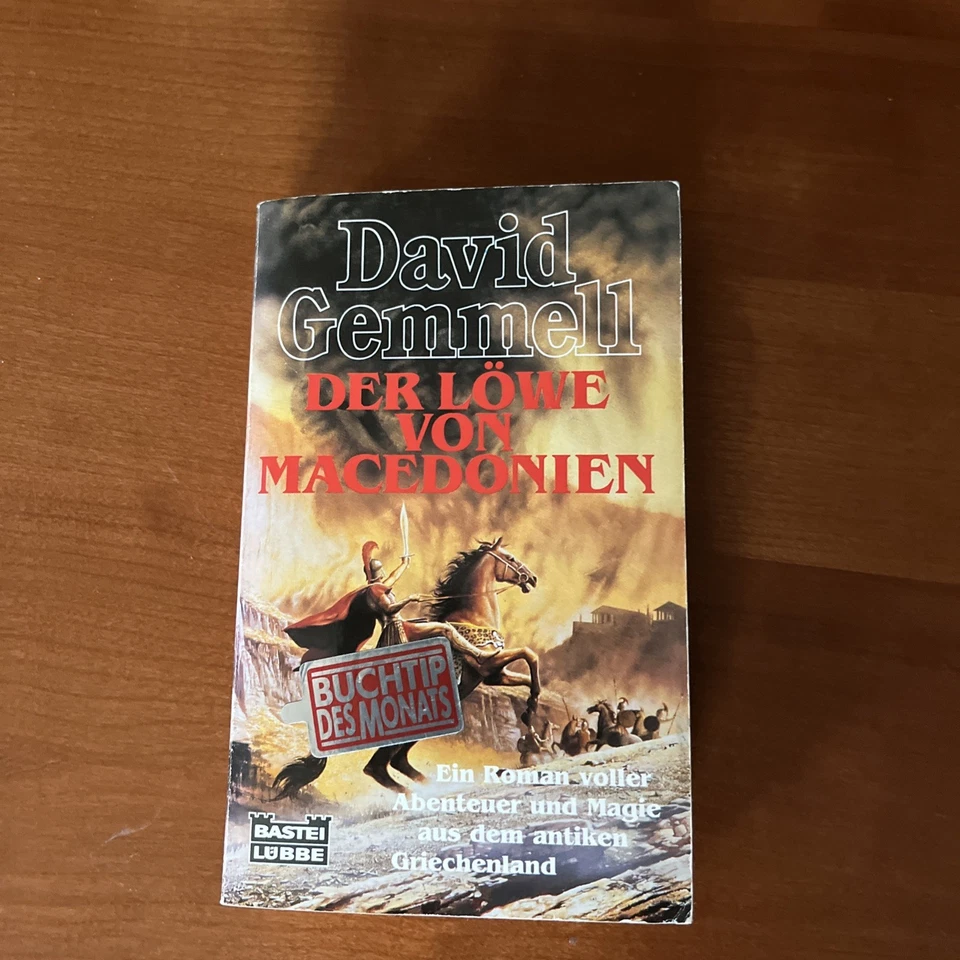 David
Gemmell
DER LÖWE
VON
MACEDONIEN
BUCHTIP
DES MONATS
Ein Roman voller
Abenteuer und Magie
aus dem antiken
Griechenland
BASTEI
LÜBBE